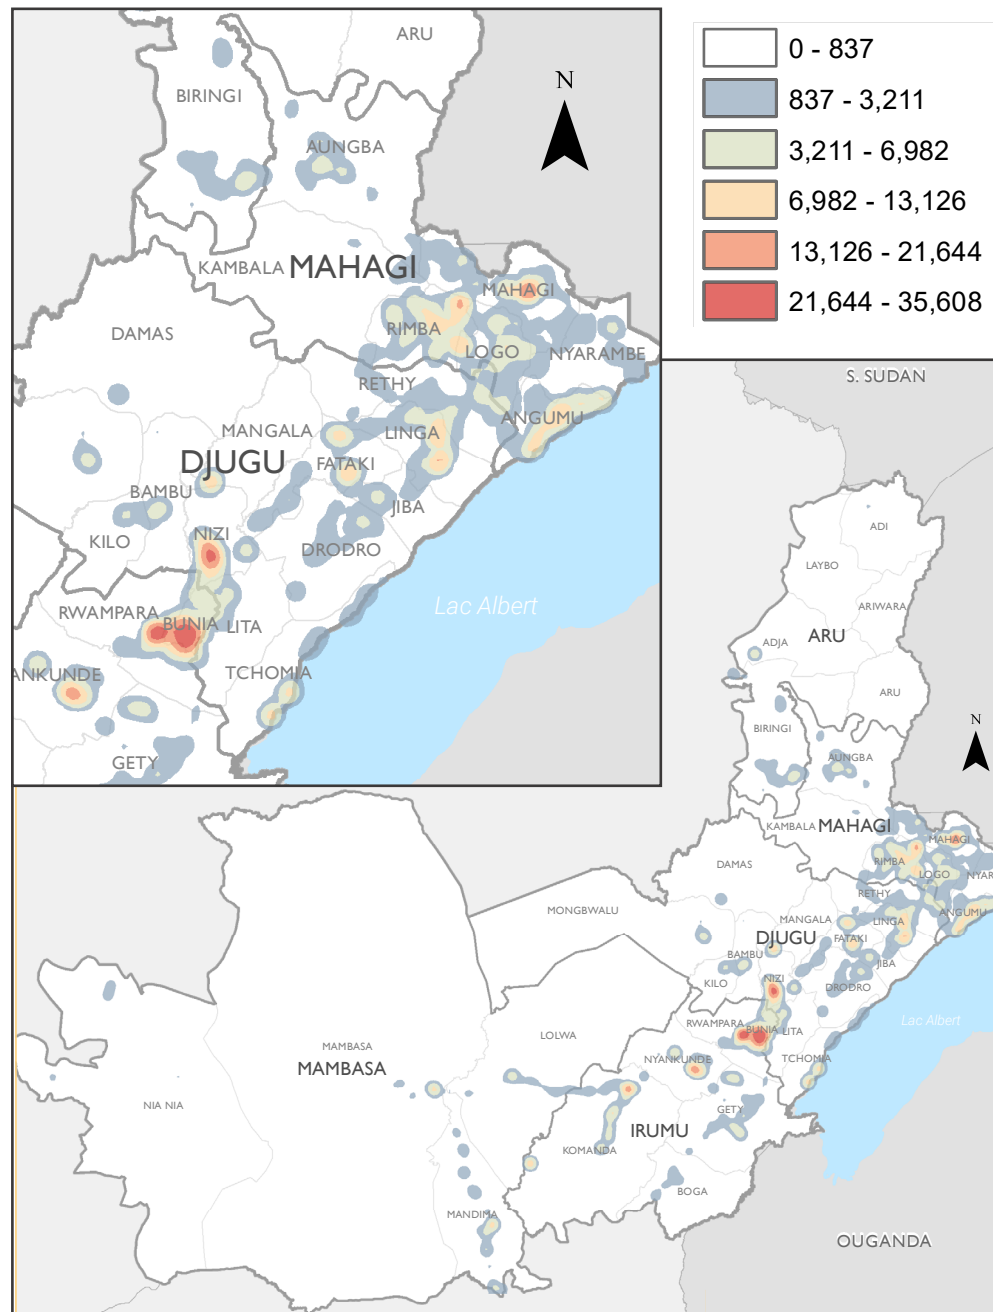 ARU
BIRINGI
AUNGBA
N
KAMBALA
MAHAGI
MAHAGI
DAMAS
RIMBA
LOGO
NYARAMBE
RETHY
ANGUMU
MANGALA
LINGA
DJUGU
FATAKI
BAMBU
JIBA
NIZI
KILO
DRODRO
RWAMPARA
BUNIA
LITA
Lac Albert
ANKUNDE
TCHOMIA
GETY
0 - 837
837 - 3,211
3,211 - 6,982
6,982 - 13,126
13,126 - 21,644
21,644 - 35,608
S. SUDAN
ADI
LAYBO
ARIWARA
ADJA
ARU
ARU
BIRINGI
N
AUNGBA
KAMBALA
MAHAGI
MAHAGI
DAMAS
RIMBA
LOGO
NYAR
RETHY
MONGBWALU
MANGALA
LINGA
ANGUMU
DJUGU
FATAKI
BAMBU
JIBA
KILO
NIZI
DRODRO
RWAMPARA
BUNIA
LITA
Lac Albert
LOLWA
MAMBASA
MAMBASA
NYANKUNDE
TCHOMIA
NIA NIA
GETY
IRUMU
KOMANDA
BOGA
MANDIMA
OUGANDA